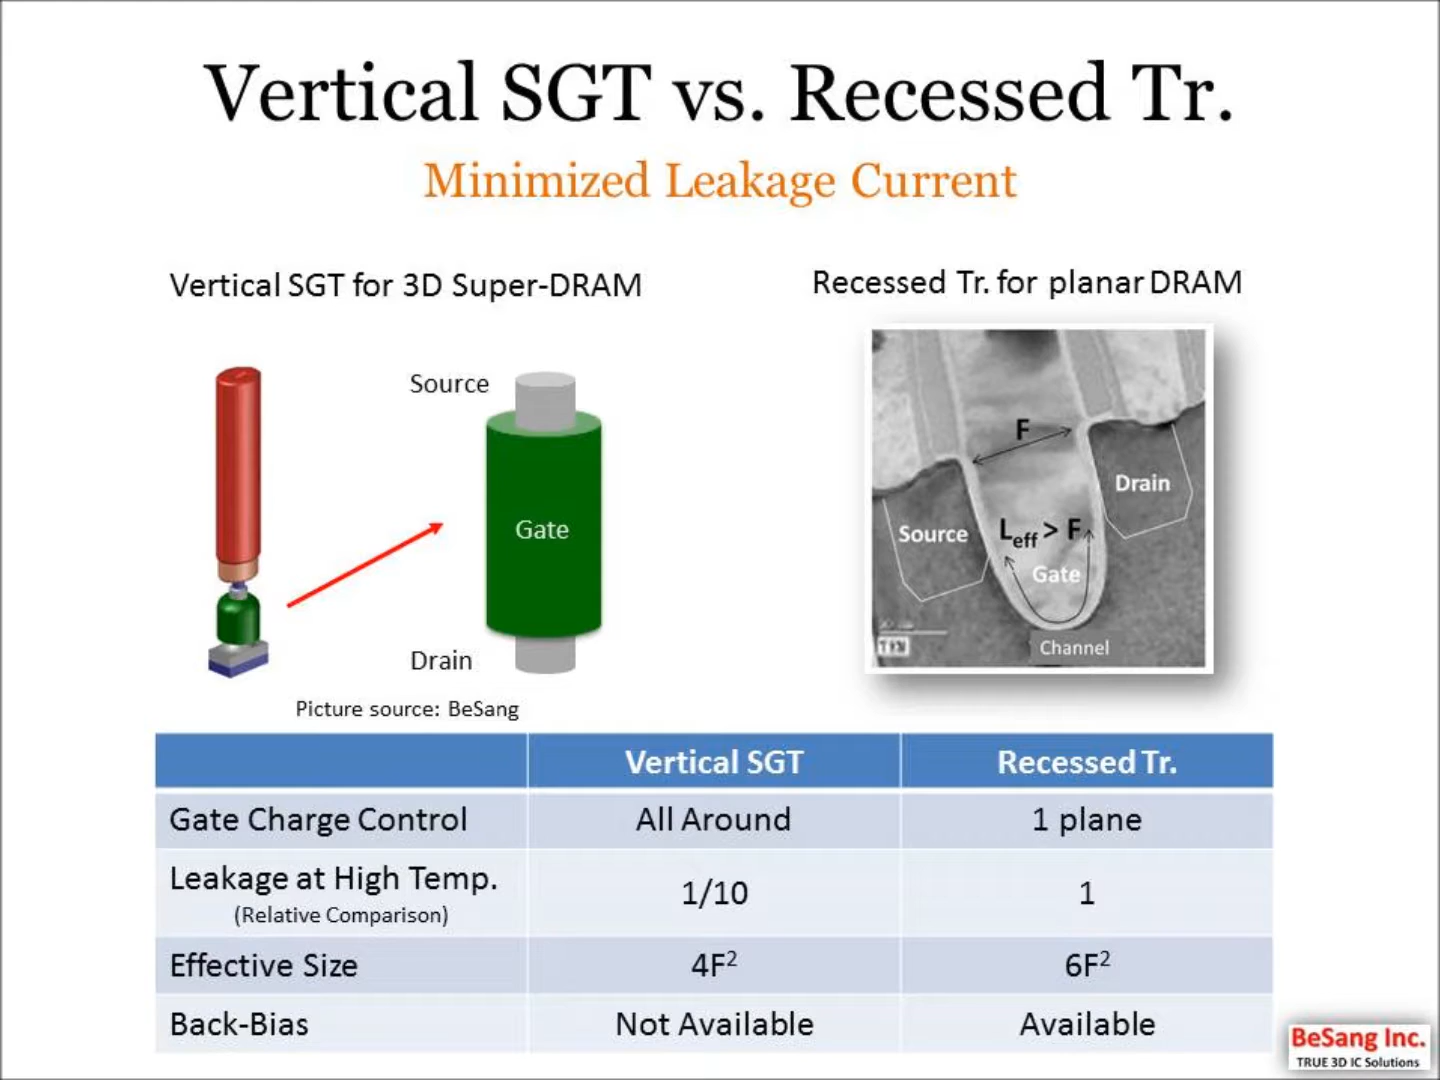 Vertical SGT vs. Recessed Tr.
Minimized Leakage Current
Vertical SGT for 3D Super-DRAM
Recessed Tr. for planar DRAM
Source
Gate
Drain
Picture source: BeSang
F
Drain
Source
Leff > F
Gate
Channel
Vertical SGT Recessed Tr.
Gate Charge Control All Around 1 plane
Leakage at High Temp. 1/10 1
(Relative Comparison)
Effective Size 4F² 6F²
Back-Bias Not Available Available
BeSang Inc.
TRUE 3D IC Solutions